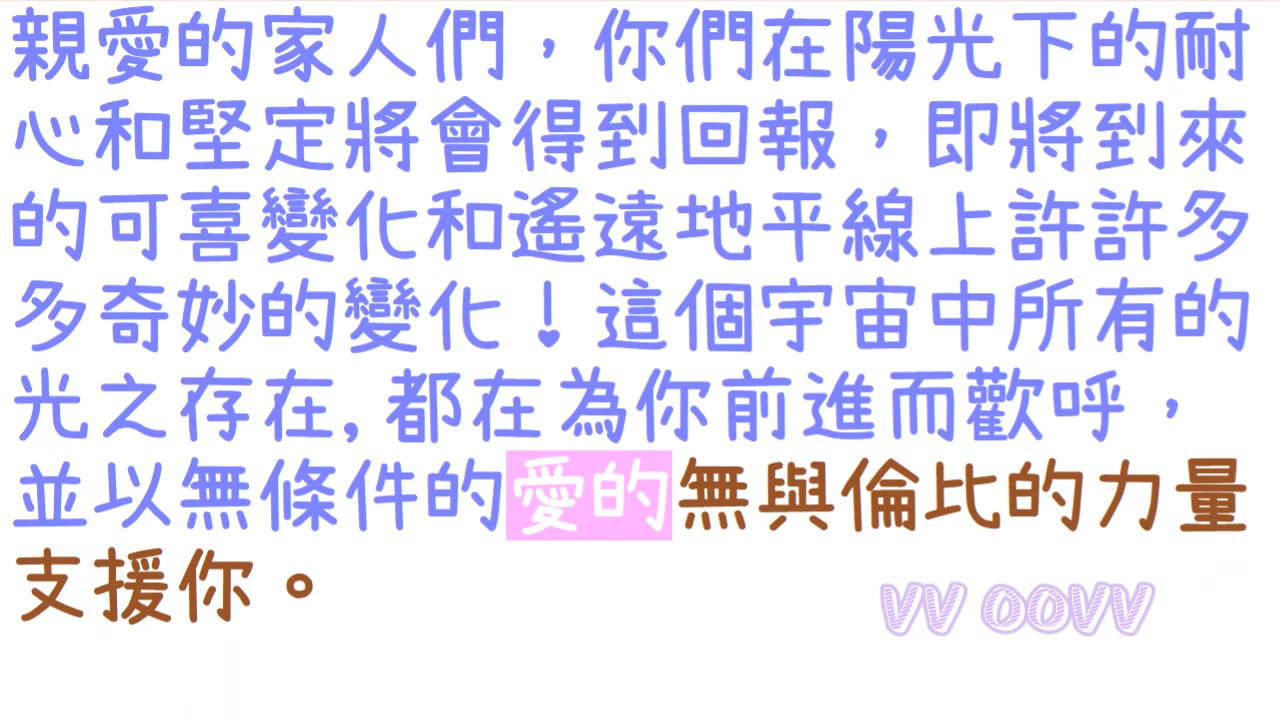 親愛的家人們，你們在陽光下的耐
心和堅定將會得到回報，即將到來
的可喜變化和遙遠地平線上許許多
多奇妙的變化！這個宇宙中所有的
光之存在,都在為你前進而歡呼，
並以無條件的愛的無與倫比的力量
支援你。
VV OOVV